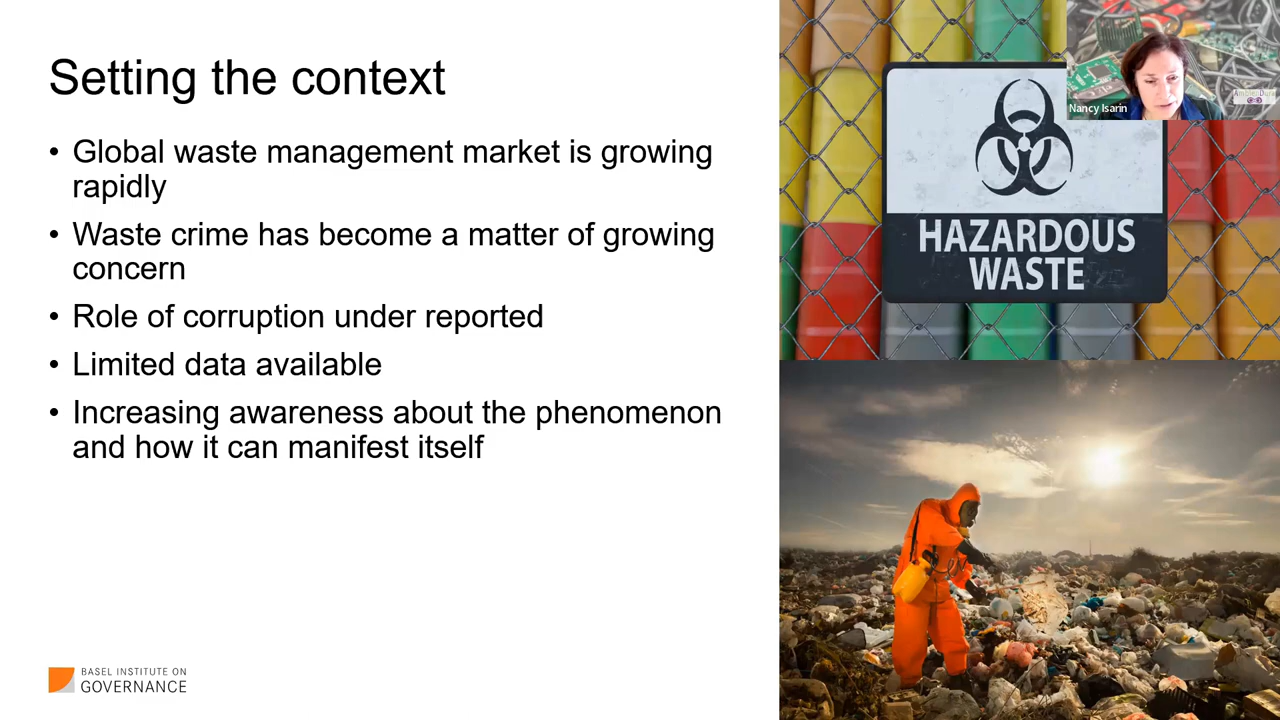 Setting the context
• Global waste management market is growing
rapidly
• Waste crime has become a matter of growing
concern
• Role of corruption under reported
• Limited data available
• Increasing awareness about the phenomenon
and how it can manifest itself
BASEL INSTITUTE ON
GOVERNANCE
Nancy Isarin
AmbienDura
HAZARDOUS
WASTE